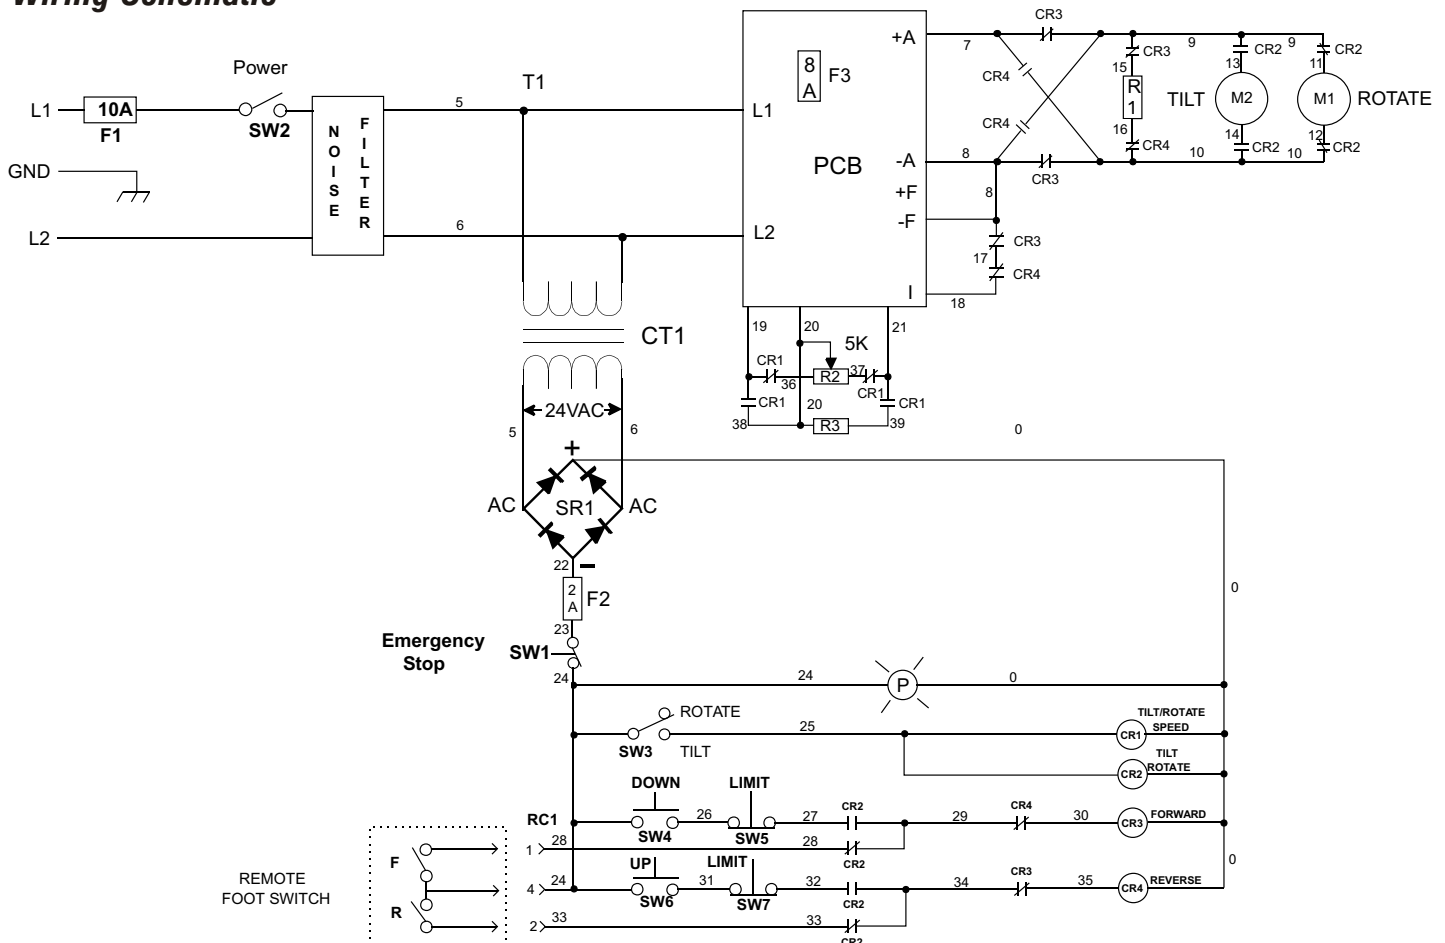 Wiring Schematic
Power
L1
10A
F1
SW2
GND
L2
NOISE
FILTER
5
6
T1
CT1
24VAC
5
6
+
AC
SR1
AC
22
2
A
F2
23
Emergency
Stop
SW1
24
8
A
F3
L1
PCB
L2
+A
-A
+F
-F
I
7
8
8
CR3
CR4
CR4
CR3
CR3
15
R
1
16
CR4
9
CR2
9
CR2
13
11
TILT
M2
M1
ROTATE
14
12
CR2
CR2
10
10
CR3
17
CR4
18
19
20
21
5K
CR1
36
R2
37
CR1
CR1
20
CR1
38
R3
39
0
0
24
P
0
ROTATE
SW3
TILT
25
TILT/ROTATE
SPEED
CR1
TILT
ROTATE
CR2
DOWN
LIMIT
SW4
26
SW5
27
CR2
29
CR4
30
CR3
FORWARD
RC1
1
28
28
CR2
0
UP
LIMIT
4
24
SW6
31
SW7
32
CR2
34
CR3
35
CR4
REVERSE
2
33
33
CR2
REMOTE
FOOT SWITCH
F
R